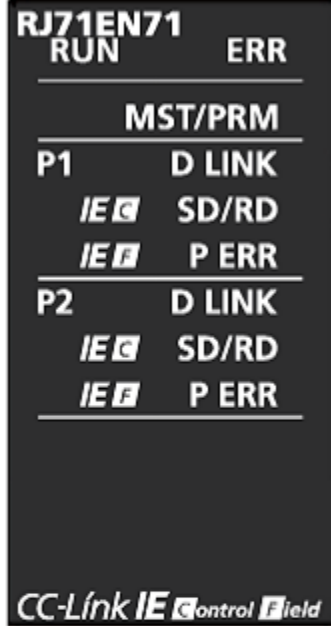 RJ71EN71
RUN ERR
MST/PRM
P1 D LINK
IE C SD/RD
IE F P ERR
P2 D LINK
IE C SD/RD
IE F P ERR
CC-Línk IE Control Field